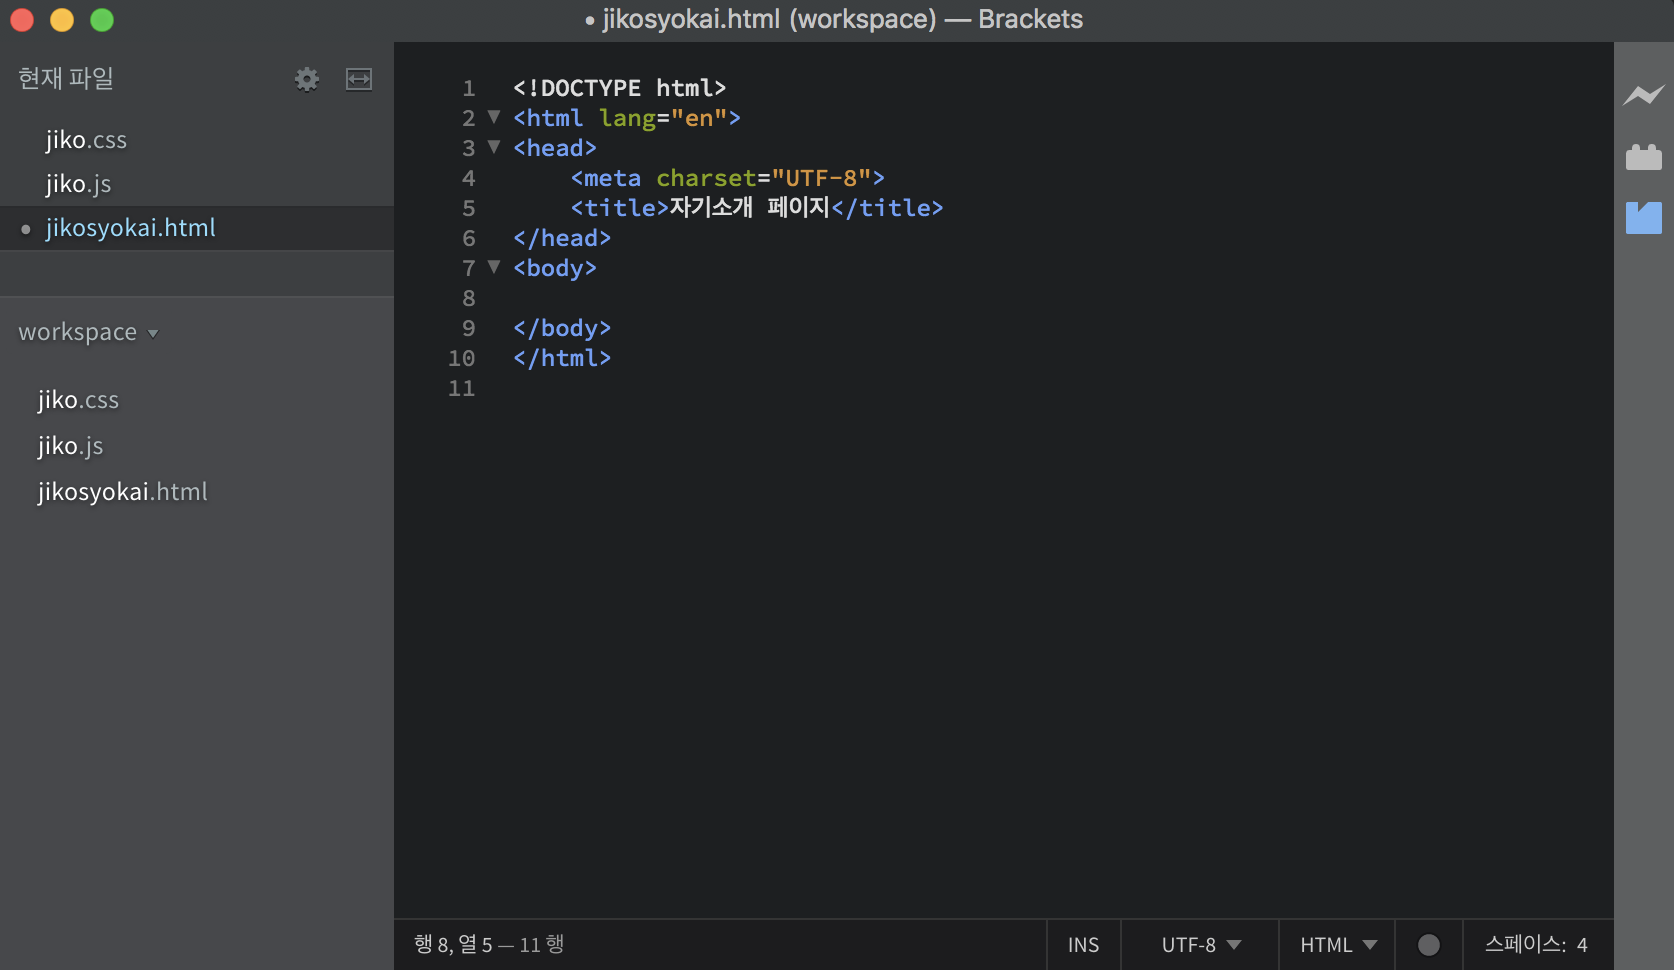 • jikosyokai.html (workspace) — Brackets
현재 파일
jiko.css
jiko.js
• jikosyokai.html
workspace ▾
jiko.css
jiko.js
jikosyokai.html
1 <!DOCTYPE html>
2 ▼ <html lang="en">
3 ▼ <head>
4     <meta charset="UTF-8">
5     <title>자기소개 페이지</title>
6 </head>
7 ▼ <body>
8
9 </body>
10 </html>
11
행 8, 열 5 — 11 행 INS UTF-8 ▼ HTML ▼ 스페이스: 4